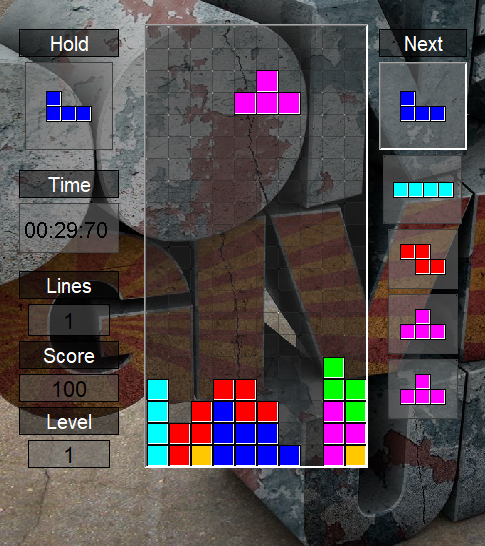 Hold
Next
Time
00:29:70
Lines
1
Score
100
Level
1